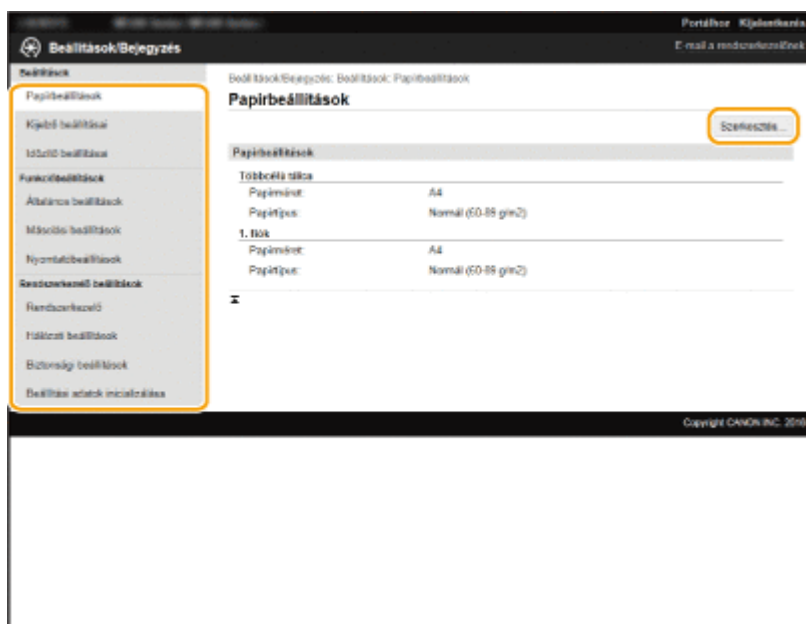 Portálhoz Kijelentkezés
Beállítások/Bejegyzés
E-mail a rendszerkezelőnek
Beállítások
Papírbeállítások
Kijelző beállításai
Időzítő beállításai
Funkcióbeállítások
Általános beállítások
Másolás beállítások
Nyomtatóbeállítások
Rendszerkezelő beállítások
Rendszerkezelő
Hálózati beállítások
Biztonsági beállítások
Beállítási adatok inicializálása
Beállítások/Bejegyzés: Beállítások: Papírbeállítások
Papírbeállítások
Szerkesztés...
Papírbeállítások
Többcélú tálca
Papírméret: A4
Papírtípus: Normál (60-89 g/m2)
1. fiók
Papírméret: A4
Papírtípus: Normál (60-89 g/m2)
Copyright CANON INC. 2018